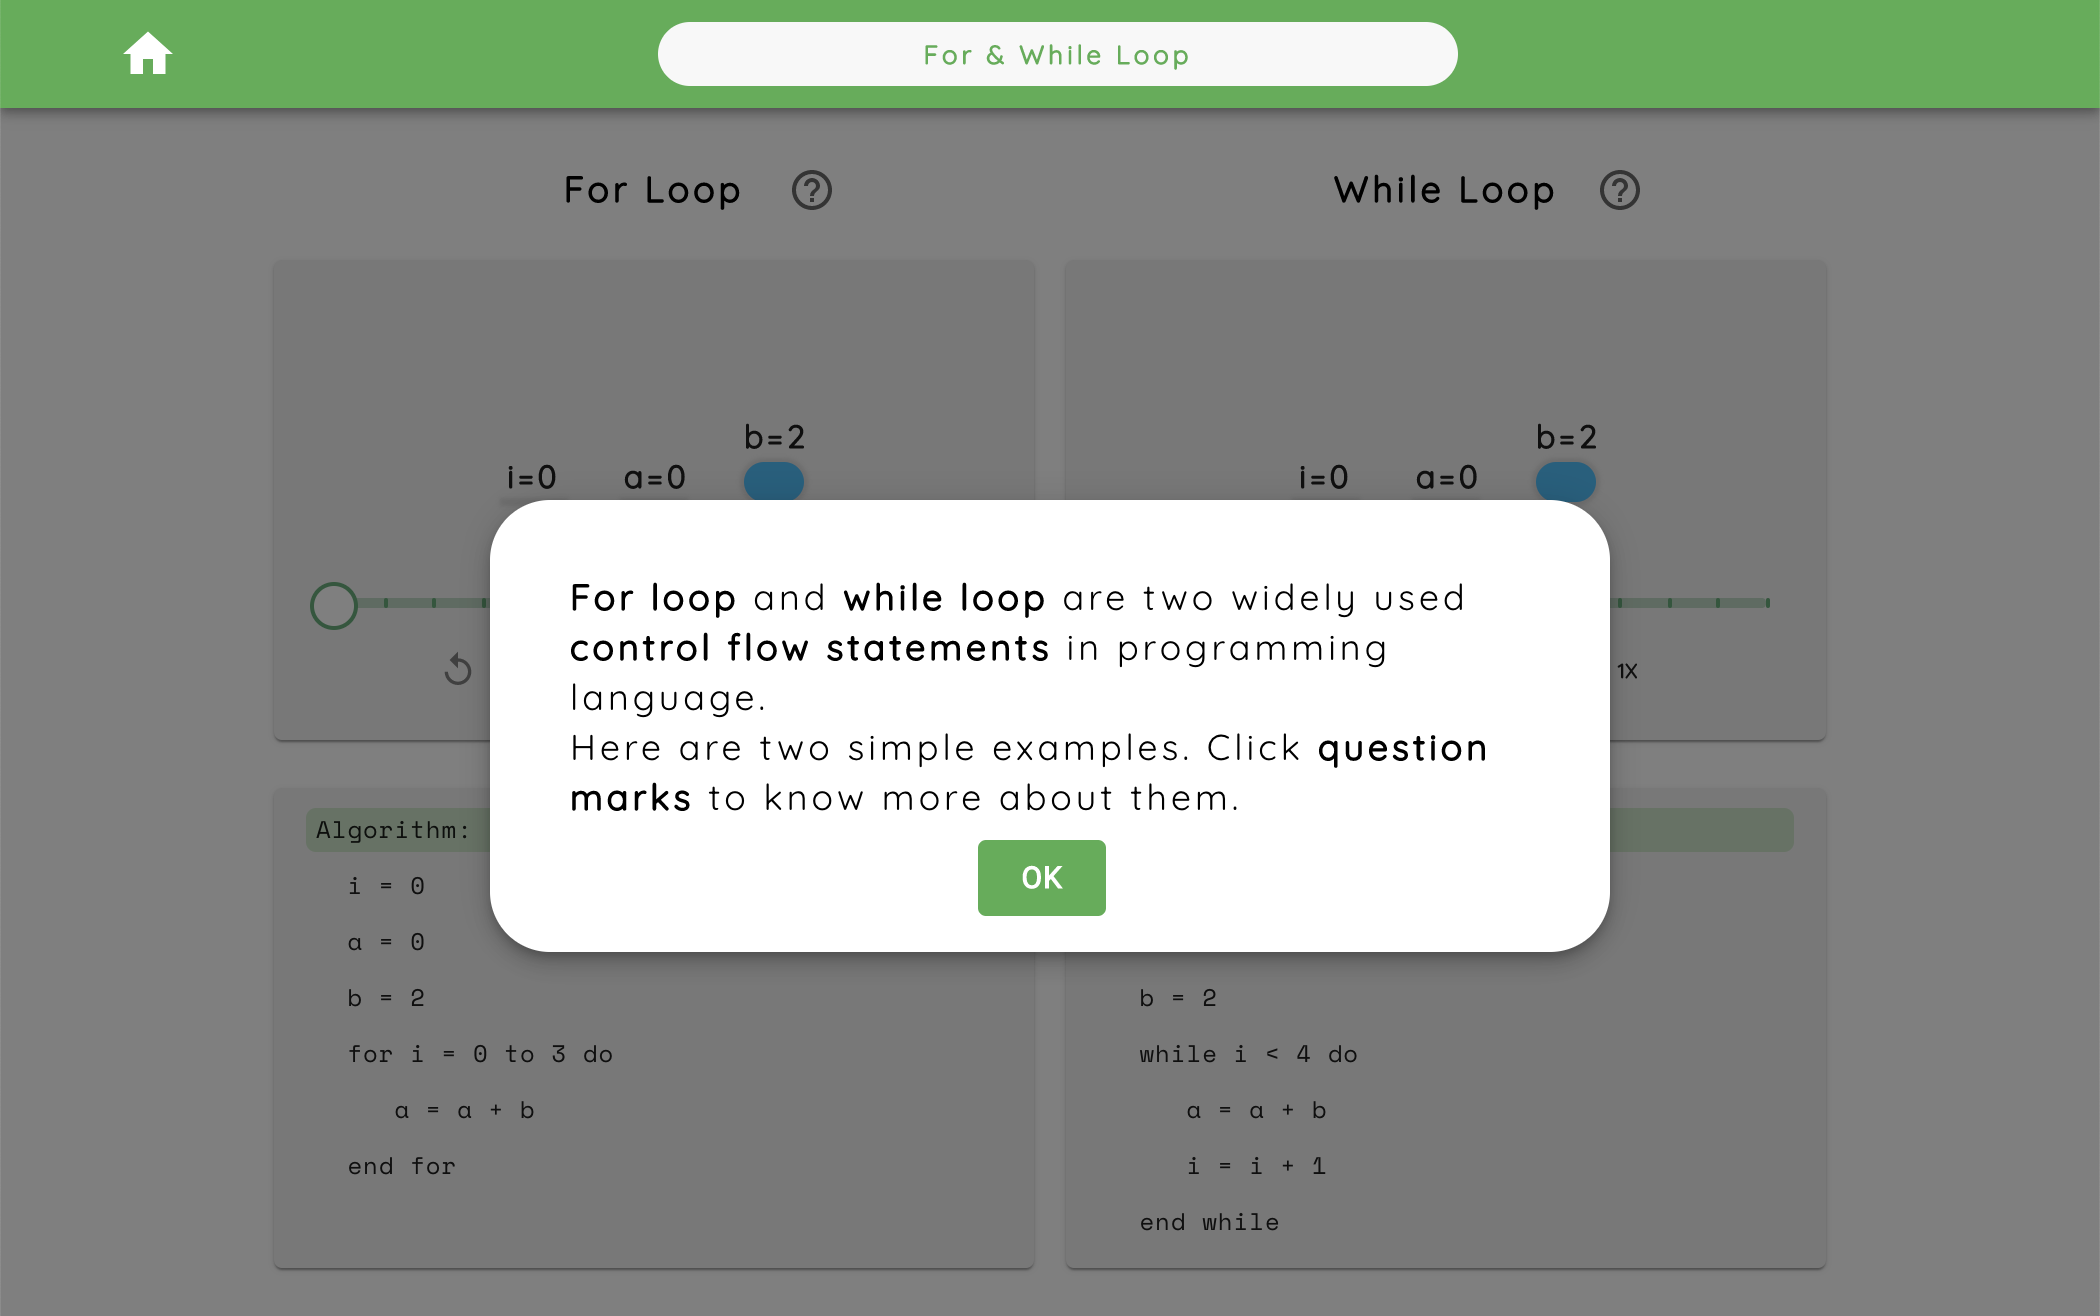 For & While Loop
For Loop
While Loop
b=2
i=0 a=0
b=2
i=0 a=0
For loop and while loop are two widely used
control flow statements in programming
language.
Here are two simple examples. Click question
marks to know more about them.
OK
1X
Algorithm:
i = 0
a = 0
b = 2
for i = 0 to 3 do
a = a + b
end for
b = 2
while i < 4 do
a = a + b
i = i + 1
end while